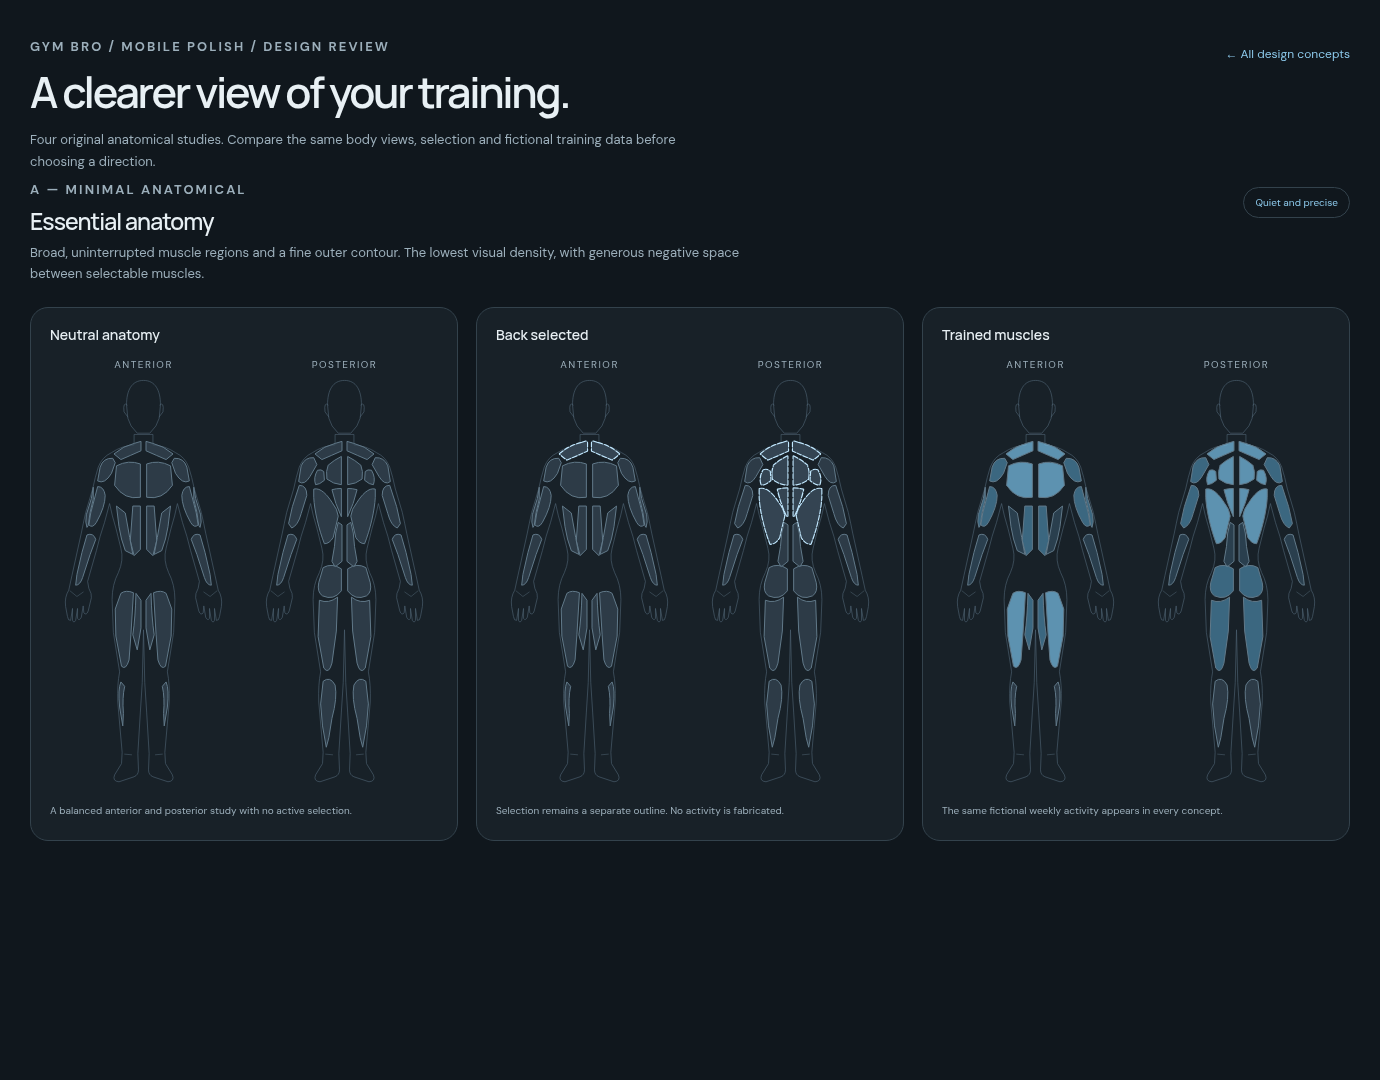 GYM BRO / MOBILE POLISH / DESIGN REVIEW
← All design concepts
A clearer view of your training.
Four original anatomical studies. Compare the same body views, selection and fictional training data before
choosing a direction.
A — MINIMAL ANATOMICAL
Quiet and precise
Essential anatomy
Broad, uninterrupted muscle regions and a fine outer contour. The lowest visual density, with generous negative space
between selectable muscles.
Neutral anatomy
ANTERIOR
POSTERIOR
A balanced anterior and posterior study with no active selection.
Back selected
ANTERIOR
POSTERIOR
Selection remains a separate outline. No activity is fabricated.
Trained muscles
ANTERIOR
POSTERIOR
The same fictional weekly activity appears in every concept.